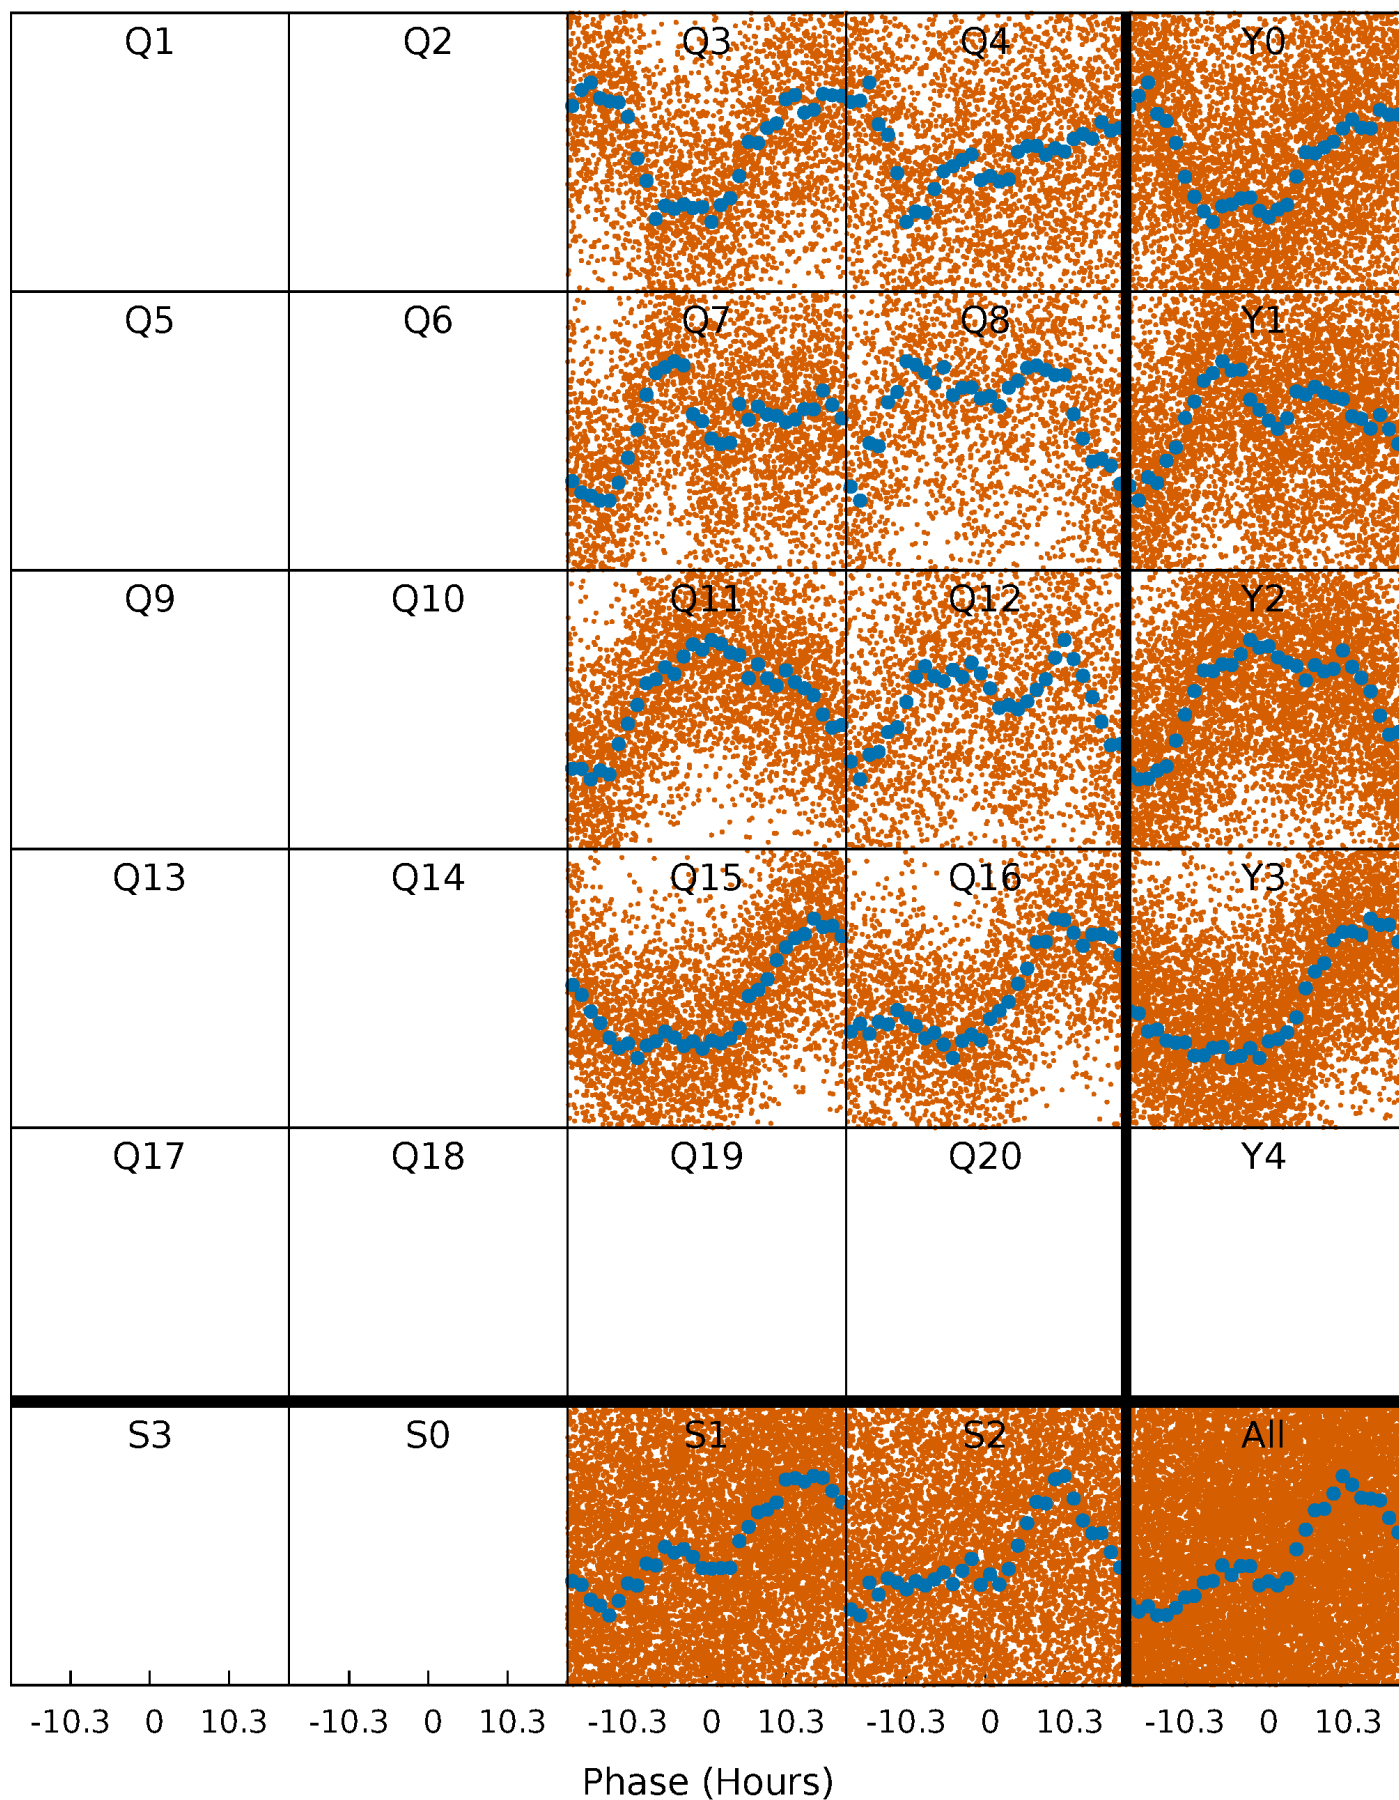 Q1 Q2 Q3 Q4 Y0
Q5 Q6 Q7 Q8 Y1
Q9 Q10 Q11 Q12 Y2
Q13 Q14 Q15 Q16 Y3
Q17 Q18 Q19 Q20 Y4
S3 S0 S1 S2 All
-10.3 0 10.3 -10.3 0 10.3 -10.3 0 10.3 -10.3 0 10.3 -10.3 0 10.3
Phase (Hours)